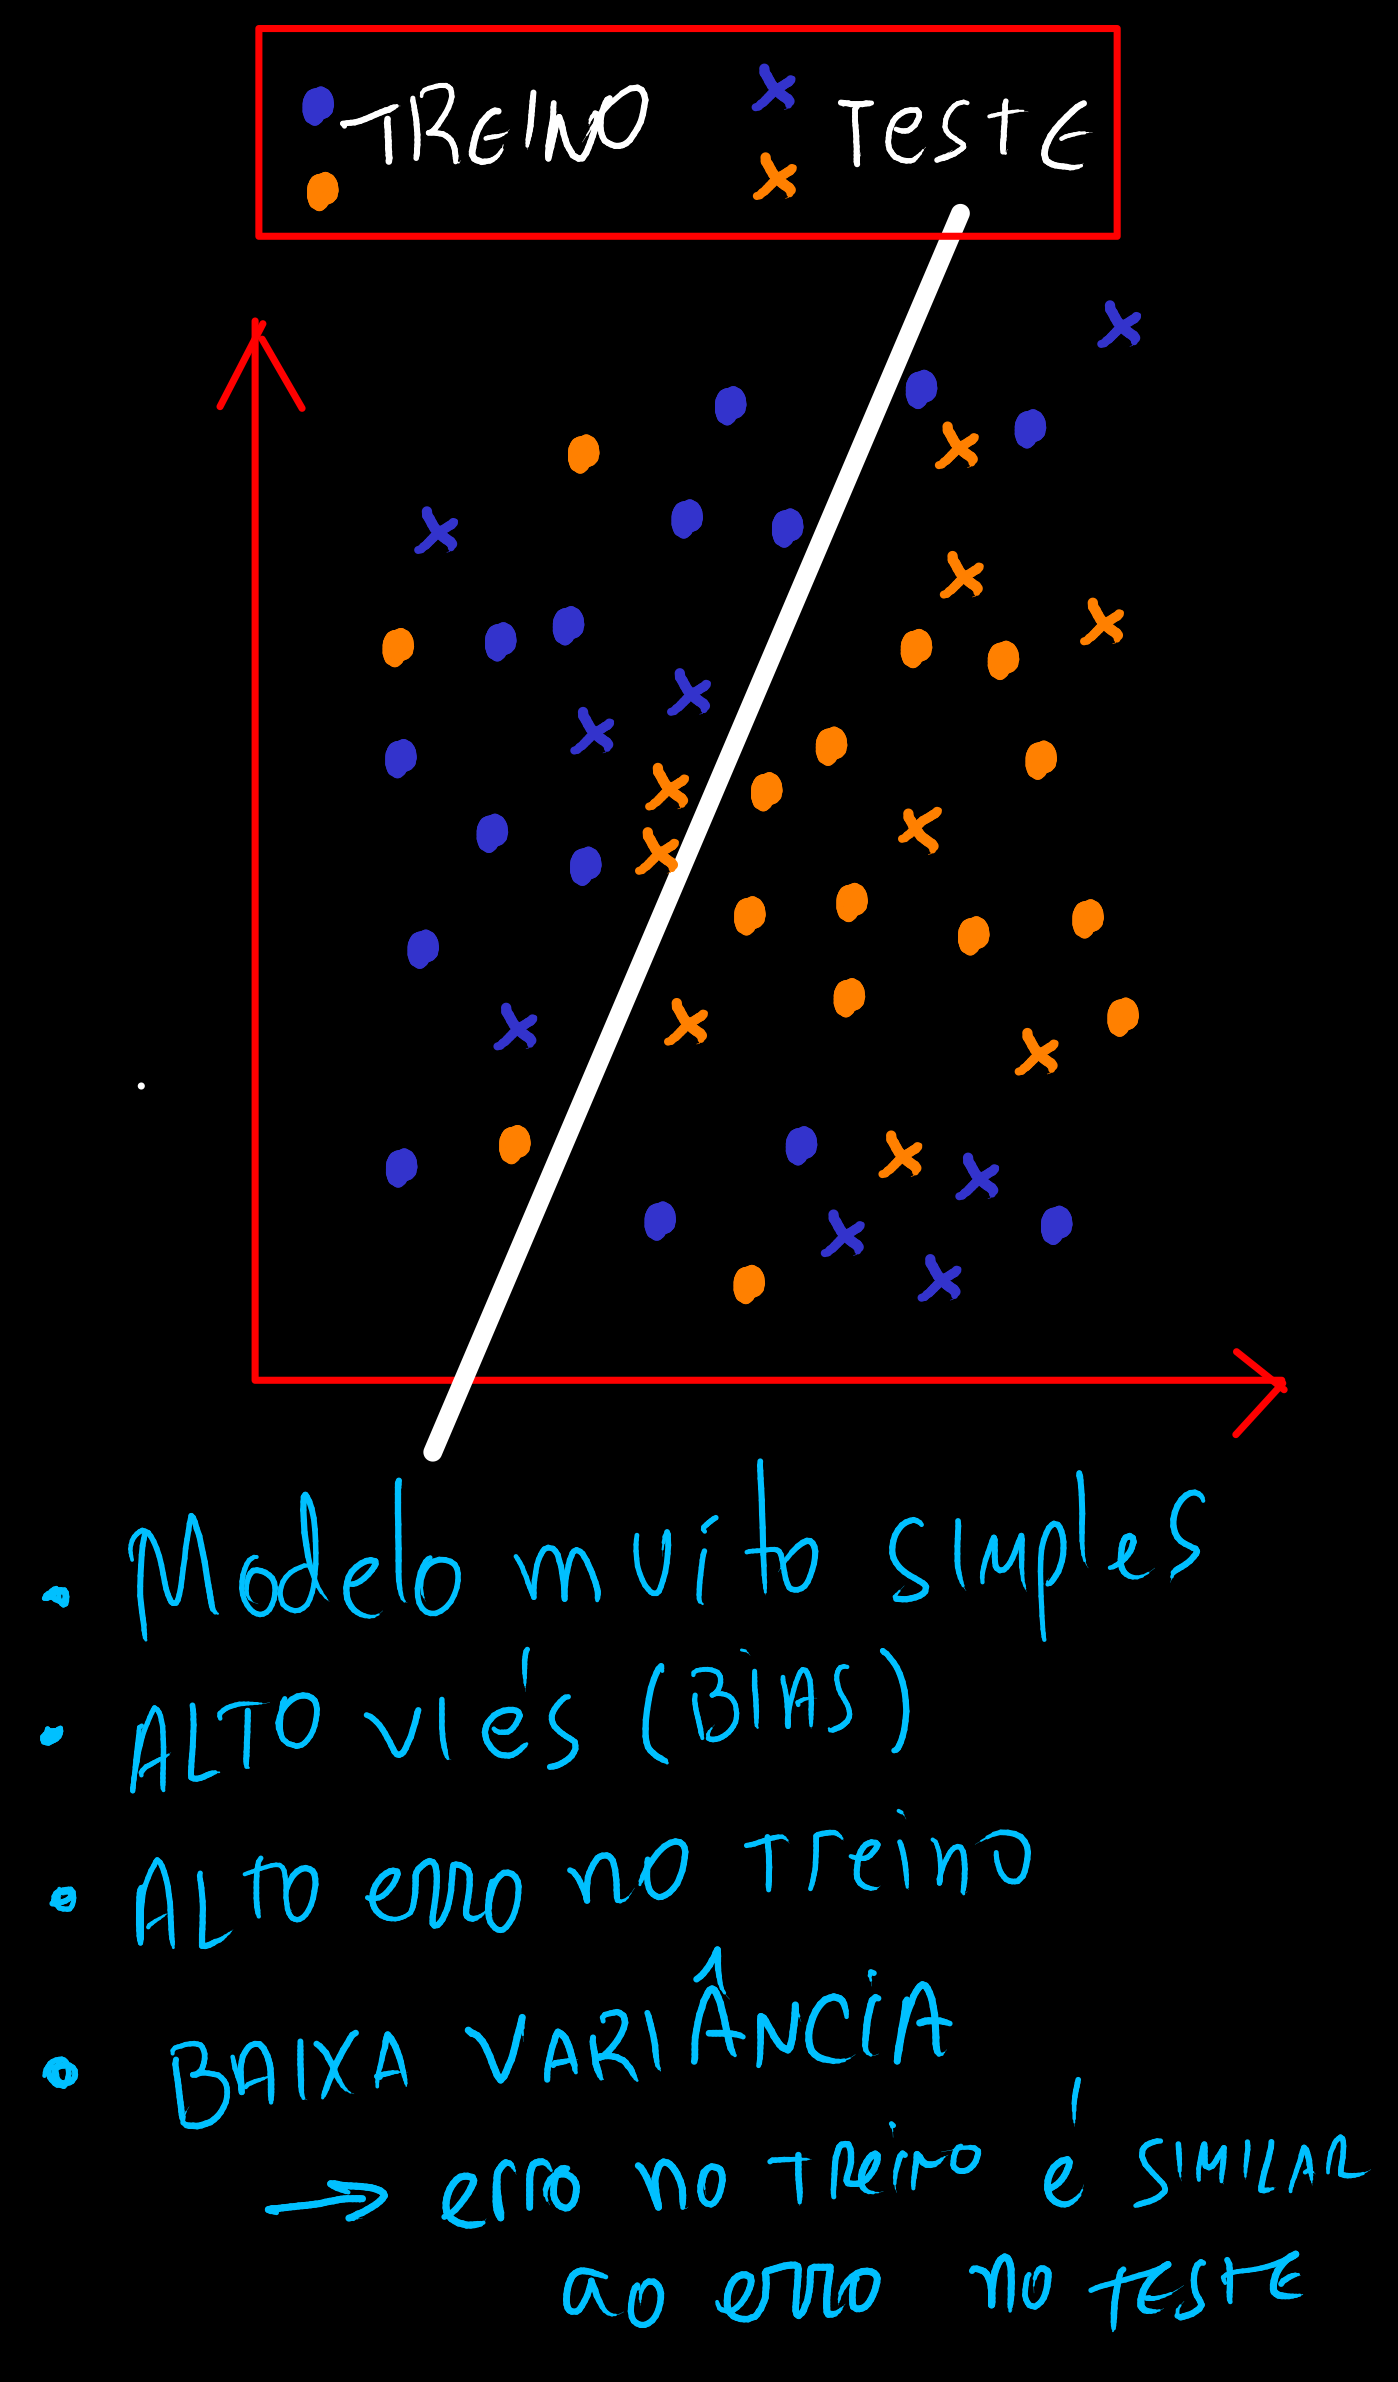 TREINO TESTE
• Modelo muito simples
• ALTO viés (BIAS)
• ALTO erro no treino
• BAIXA VARIÂNCIA
→ erro no treino é SIMILAR
ao erro no TESTE